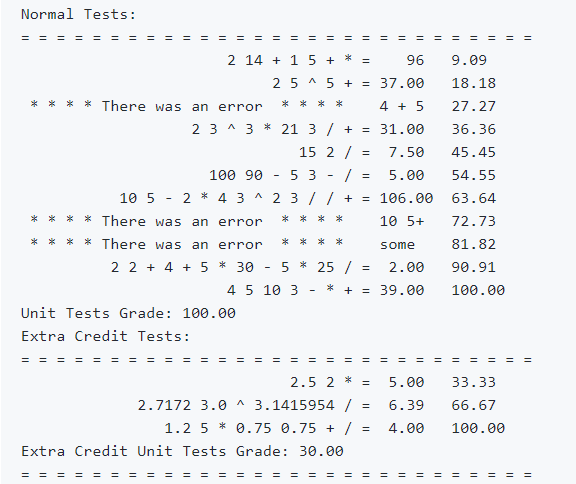 Normal Tests:
= = = = = = = = = = = = = = = = = = = = = = = = = = = = =
2 14 + 1 5 + * = 96 9.09
2 5 ^ 5 + = 37.00 18.18
* * * * There was an error * * * * 4 + 5 27.27
2 3 ^ 3 * 21 3 / + = 31.00 36.36
15 2 / = 7.50 45.45
100 90 - 5 3 - / = 5.00 54.55
10 5 - 2 * 4 3 ^ 2 3 / / + = 106.00 63.64
* * * * There was an error * * * * 10 5+ 72.73
* * * * There was an error * * * * some 81.82
2 2 + 4 + 5 * 30 - 5 * 25 / = 2.00 90.91
4 5 10 3 - * + = 39.00 100.00
Unit Tests Grade: 100.00
Extra Credit Tests:
= = = = = = = = = = = = = = = = = = = = = = = = = = = = =
2.5 2 * = 5.00 33.33
2.7172 3.0 ^ 3.1415954 / = 6.39 66.67
1.2 5 * 0.75 0.75 + / = 4.00 100.00
Extra Credit Unit Tests Grade: 30.00
= = = = = = = = = = = = = = = = = = = = = = = = = = = = =